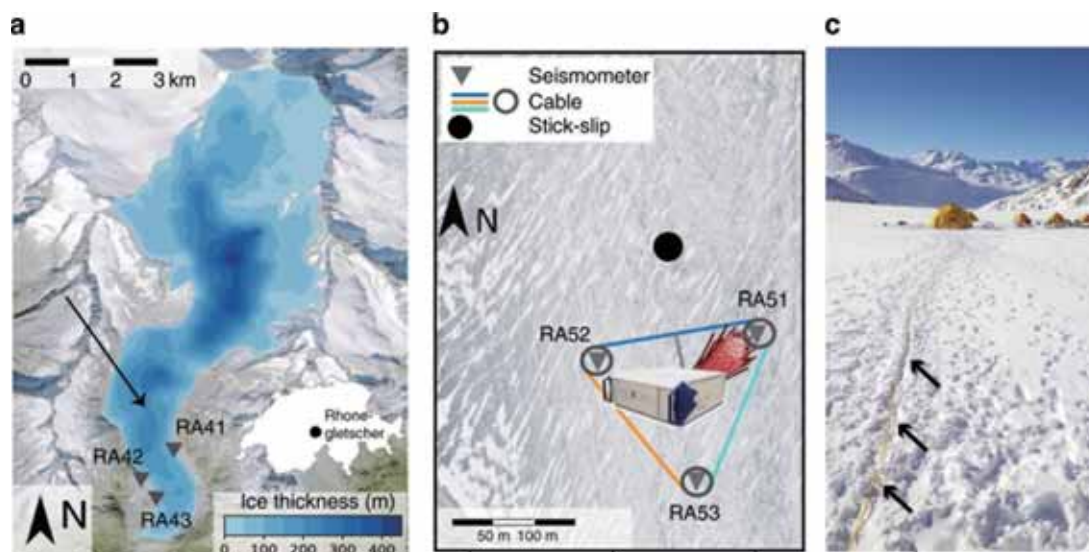 a
0 1 2 3 km
RA41
RA42
RA43
N
Rhone-
gletscher
Ice thickness (m)
0 100 200 300 400
b
Seismometer
Cable
Stick-slip
N
RA51
RA52
RA53
50 m 100 m
c